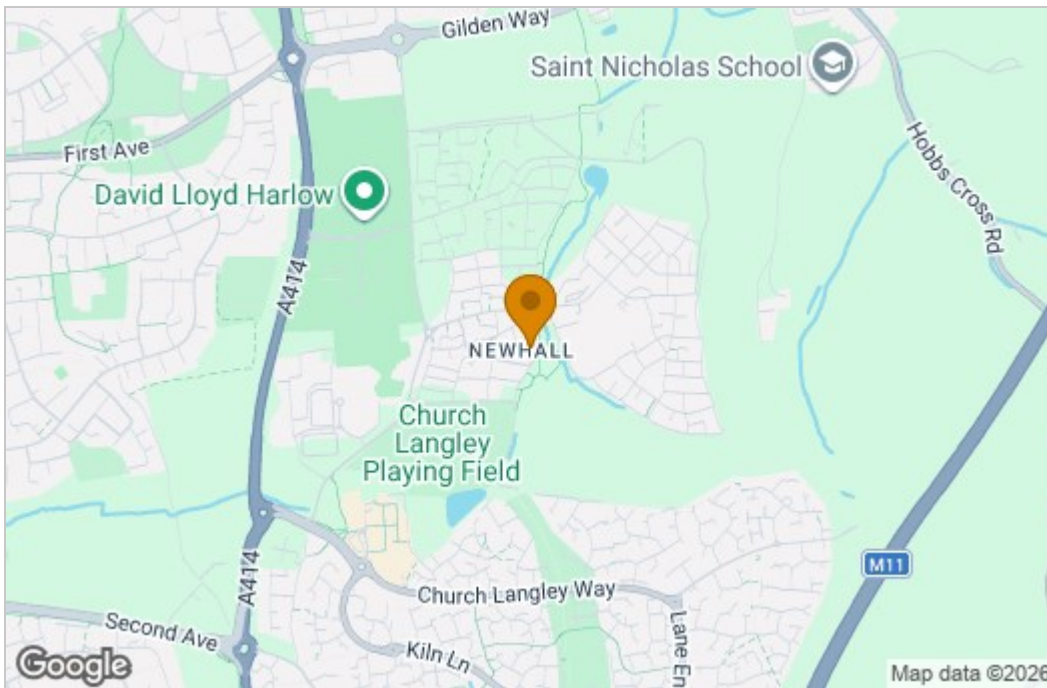 Gilden Way
Saint Nicholas School
First Ave
Hobbs Cross Rd
David Lloyd Harlow
A414
NEWHALL
Church
Langley
Playing Field
M11
A414
Church Langley Way
Second Ave
Kiln Ln
Lane En
Google
Map data ©2026